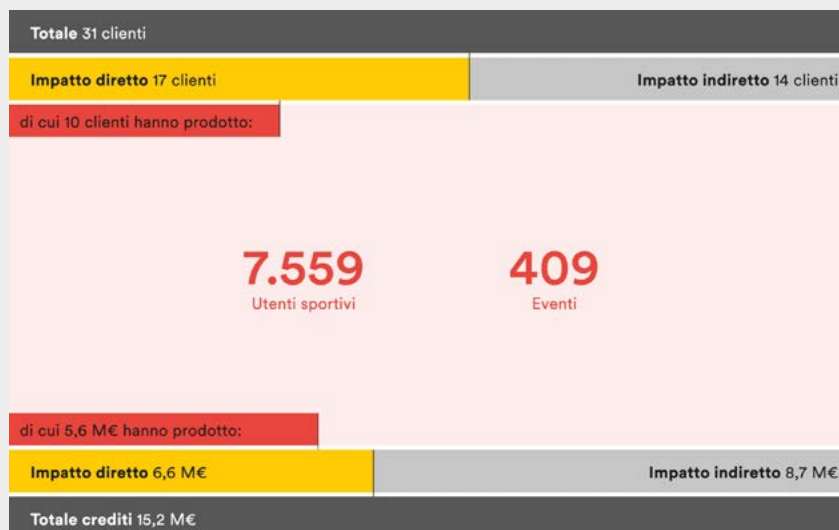 Totale 31 clienti
Impatto diretto 17 clienti
Impatto indiretto 14 clienti
di cui 10 clienti hanno prodotto:
7.559
Utenti sportivi
409
Eventi
di cui 5,6 M€ hanno prodotto:
Impatto diretto 6,6 M€
Impatto indiretto 8,7 M€
Totale crediti 15,2 M€